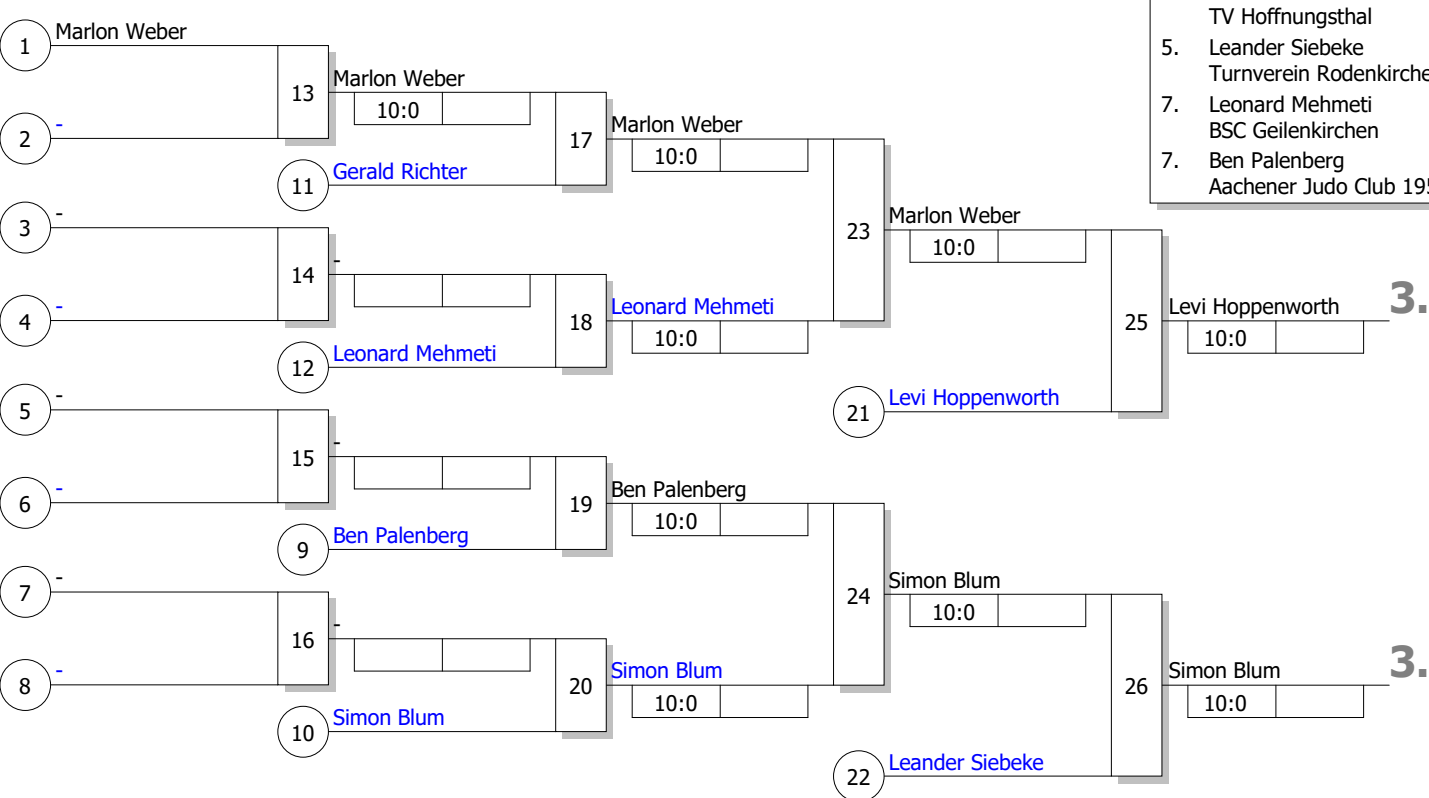 TV Hoffnungsthal
5. Leander Siebeke
Turnverein Rodenkirche
7. Leonard Mehmeti
BSC Geilenkirchen
7. Ben Palenberg
Aachener Judo Club 195
1 Marlon Weber
2 -
13 Marlon Weber
10:0
11 Gerald Richter
17 Marlon Weber
10:0
3 -
4 -
14 -
12 Leonard Mehmeti
18 Leonard Mehmeti
10:0
23 Marlon Weber
10:0
21 Levi Hoppenworth
25 Levi Hoppenworth 3.
10:0
5 -
6 -
15 -
9 Ben Palenberg
19 Ben Palenberg
10:0
7 -
8 -
16 -
10 Simon Blum
20 Simon Blum
10:0
24 Simon Blum
10:0
22 Leander Siebeke
26 Simon Blum 3.
10:0